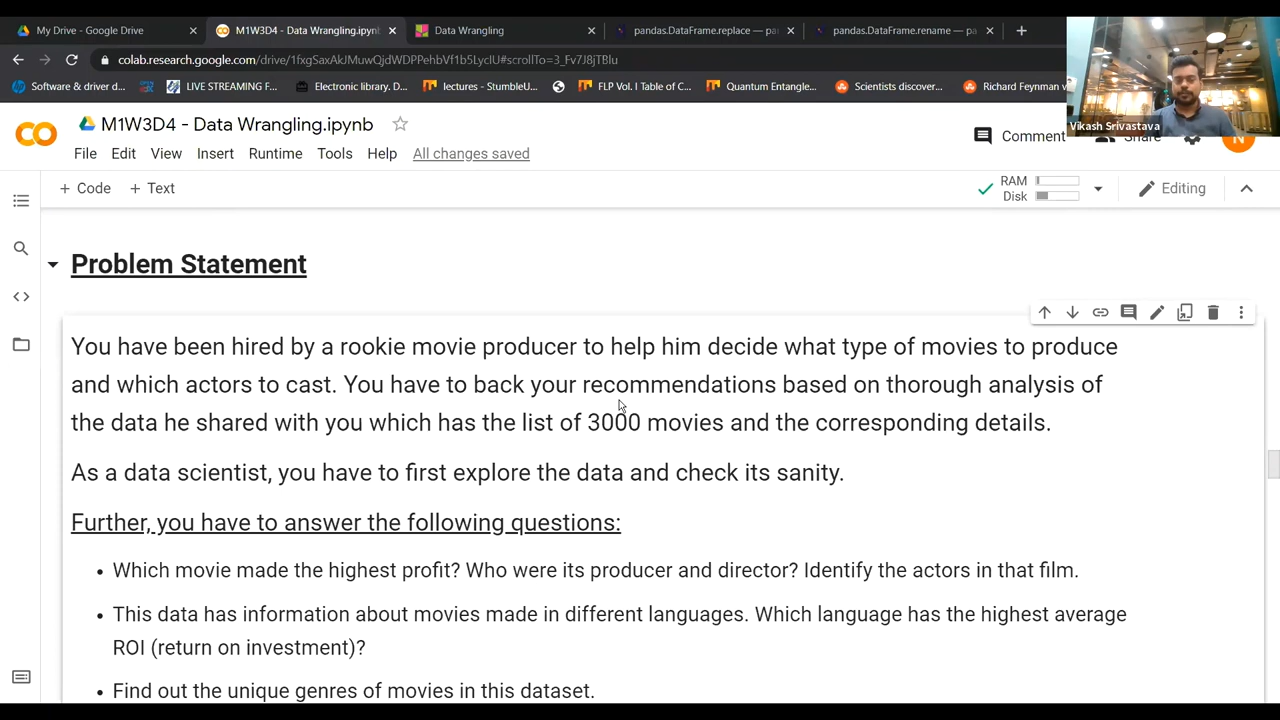 My Drive - Google Drive
M1W3D4 - Data Wrangling.ipynb
Data Wrangling
pandas.DataFrame.replace — pa
pandas.DataFrame.rename — pa
colab.research.google.com/drive/1fxgSaxAkJMuwQjdWDPPehbVf1b5LyclU#scrollTo=3_Fv7J8jTBlu
Software & driver d...
LIVE STREAMING F...
Electronic library. D...
lectures - StumbleU...
FLP Vol. I Table of C...
Quantum Entangle...
Scientists discover...
Richard Feynman
Vikash Srivastava
M1W3D4 - Data Wrangling.ipynb
File Edit View Insert Runtime Tools Help All changes saved
Comment
Share
N
+ Code + Text
RAM
Disk
Editing
Problem Statement
You have been hired by a rookie movie producer to help him decide what type of movies to produce
and which actors to cast. You have to back your recommendations based on thorough analysis of
the data he shared with you which has the list of 3000 movies and the corresponding details.
As a data scientist, you have to first explore the data and check its sanity.
Further, you have to answer the following questions:
• Which movie made the highest profit? Who were its producer and director? Identify the actors in that film.
• This data has information about movies made in different languages. Which language has the highest average
ROI (return on investment)?
• Find out the unique genres of movies in this dataset.